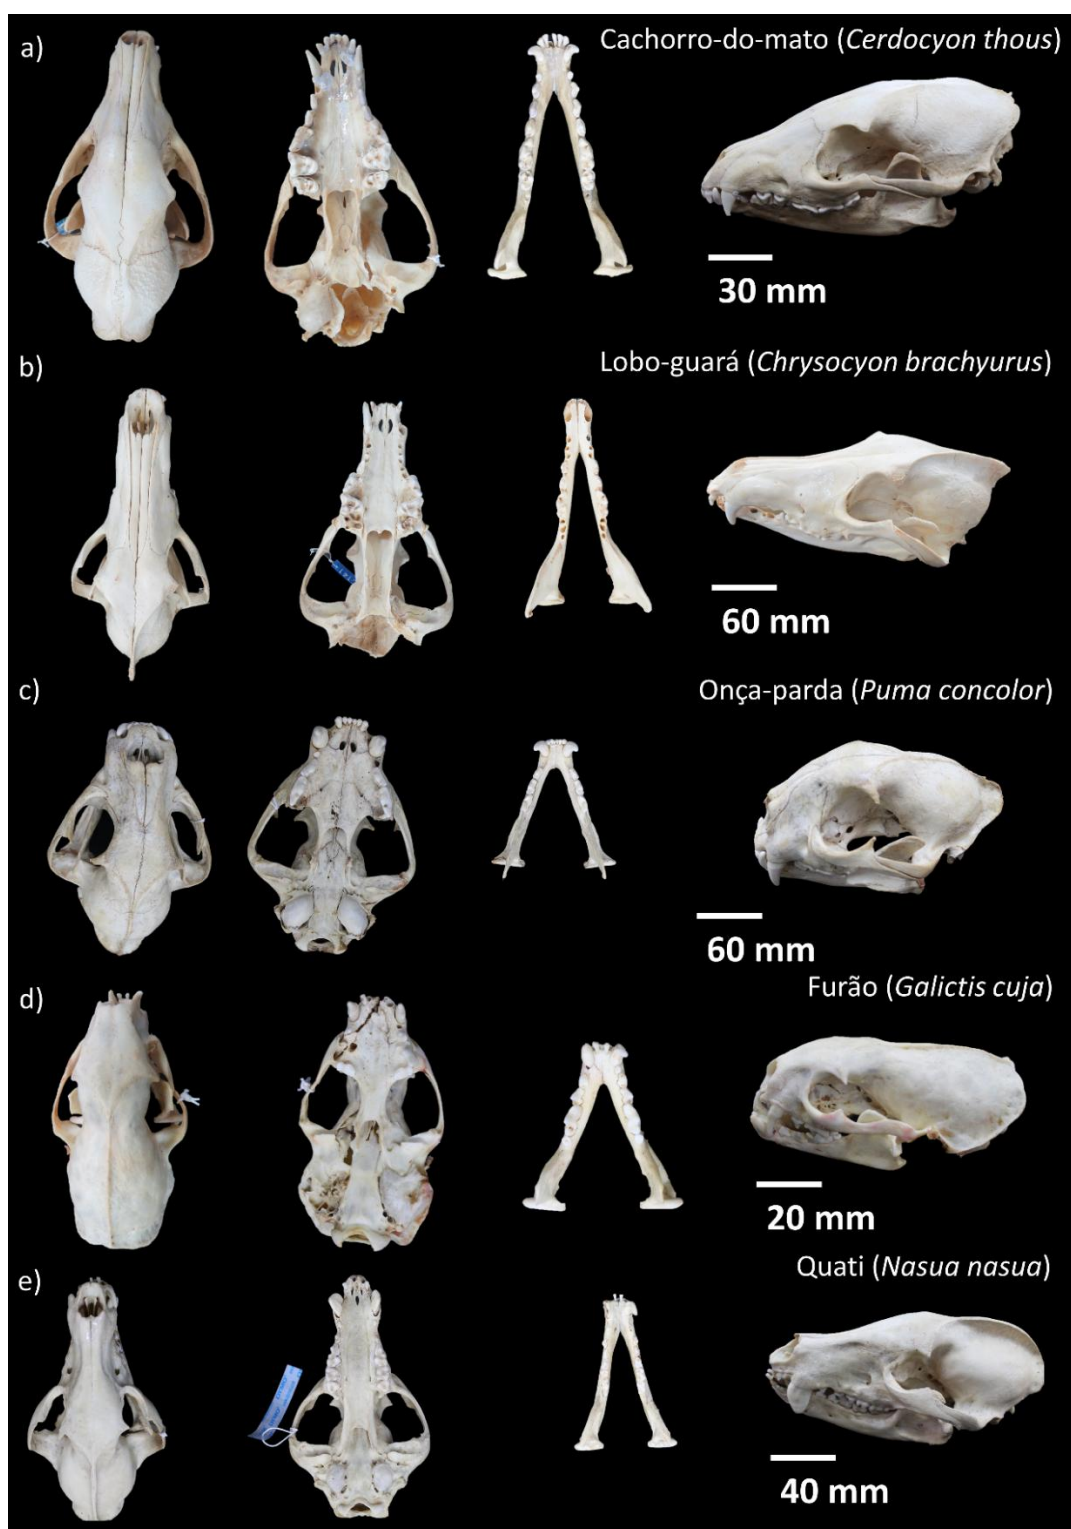 a)
Cachorro-do-mato (Cerdocyon thous)
30 mm
b)
Lobo-guará (Chrysocyon brachyurus)
60 mm
c)
Onça-parda (Puma concolor)
60 mm
d)
Furão (Galictis cuja)
20 mm
e)
Quati (Nasua nasua)
40 mm